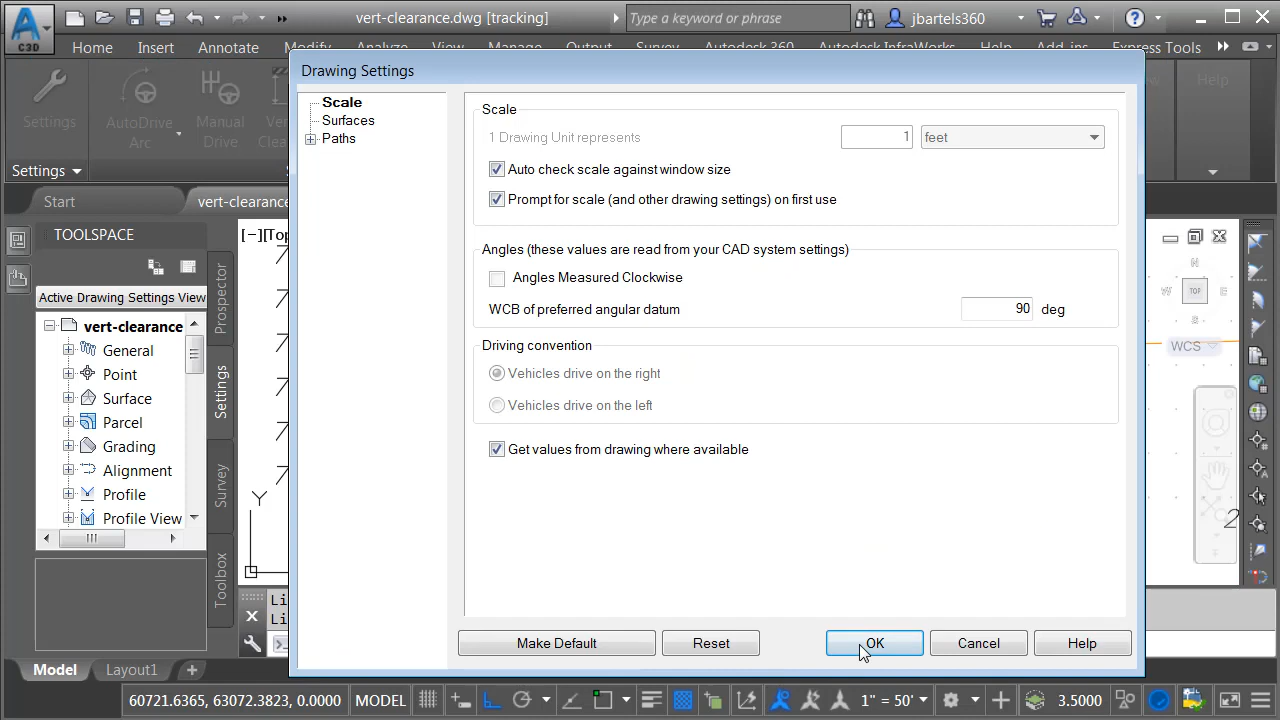 vert-clearance.dwg [tracking]
Type a keyword or phrase
jbartels360
C3D
Home
Insert
Annotate
Modify
Analyze
View
Manage
Output
Survey
Autodesk 360
Autodesk InfraWorks
Help
Add-ins
Express Tools
Settings
AutoDrive
Arc
Manual
Drive
Help
Settings
Start
vert-clearance
TOOLSPACE
[−][Top
Active Drawing Settings View
vert-clearance
General
Point
Surface
Parcel
Grading
Alignment
Profile
Profile View
Prospector
Settings
Survey
Toolbox
Drawing Settings
Scale
Surfaces
Paths
Scale
1 Drawing Unit represents
1
feet
Auto check scale against window size
Prompt for scale (and other drawing settings) on first use
Angles (these values are read from your CAD system settings)
Angles Measured Clockwise
WCB of preferred angular datum
90
deg
Driving convention
Vehicles drive on the right
Vehicles drive on the left
Get values from drawing where available
Make Default
Reset
OK
Cancel
Help
N
W
TOP
E
S
WCS
2
Y
X
Li
Li
Model
Layout1
60721.6365, 63072.3823, 0.0000
MODEL
1" = 50'
3.5000